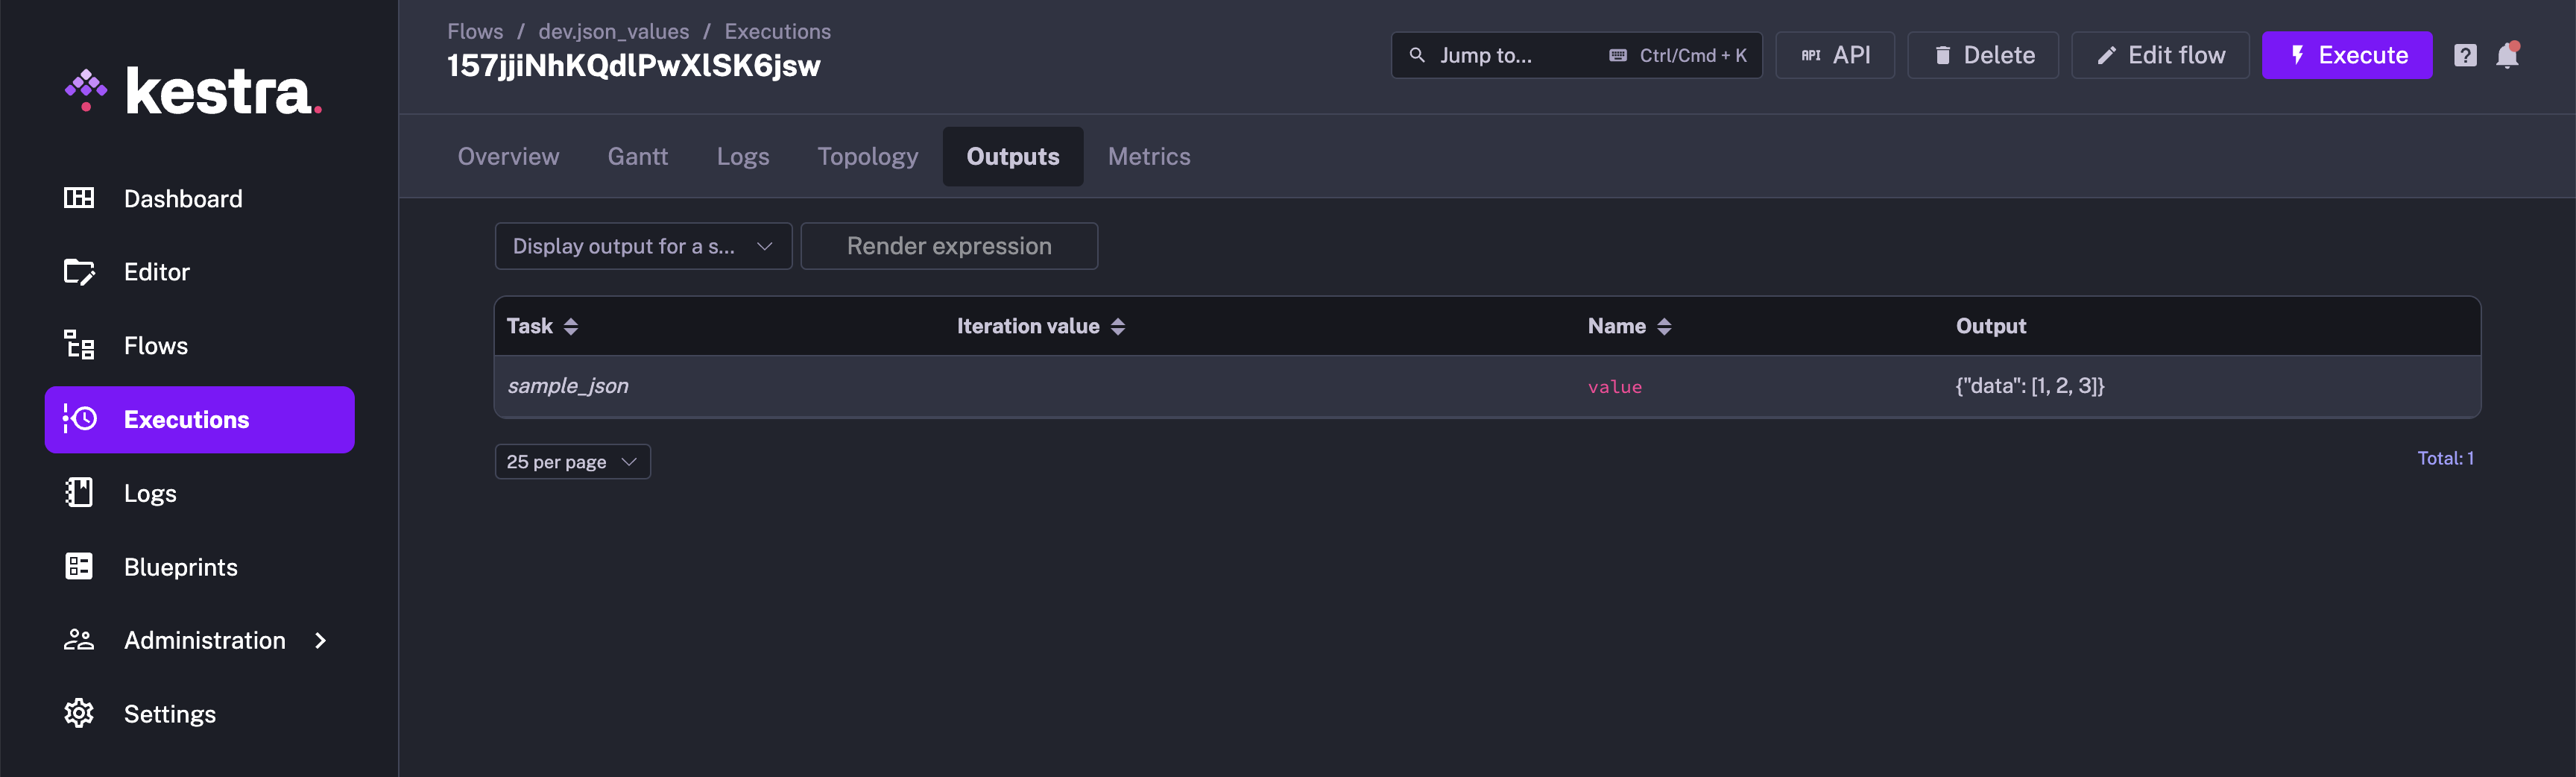 kestra.
Dashboard
Editor
Flows
Executions
Logs
Blueprints
Administration
Settings
Flows / dev.json_values / Executions
157jjiNhKQdlPwXlSK6jsw
Jump to... Ctrl/Cmd + K
API API
Delete
Edit flow
Execute
?
Overview Gantt Logs Topology Outputs Metrics
Display output for a s... Render expression
Task Iteration value Name Output
sample_json value {"data": [1, 2, 3]}
25 per page
Total: 1